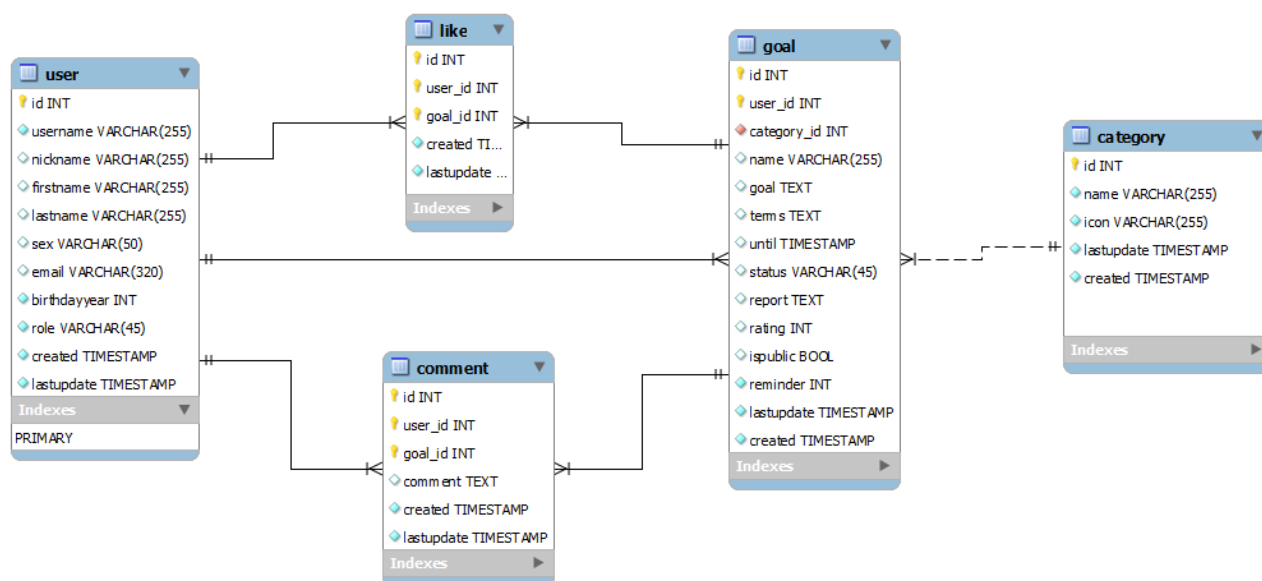 user
id INT
username VARCHAR(255)
nickname VARCHAR(255)
firstname VARCHAR(255)
lastname VARCHAR(255)
sex VARCHAR(50)
email VARCHAR(320)
birthdayyear INT
role VARCHAR(45)
created TIMESTAMP
lastupdate TIMESTAMP
Indexes
PRIMARY
like
id INT
user_id INT
goal_id INT
created TI...
lastupdate ...
Indexes
comment
id INT
user_id INT
goal_id INT
comment TEXT
created TIMESTAMP
lastupdate TIMESTAMP
Indexes
goal
id INT
user_id INT
category_id INT
name VARCHAR(255)
goal TEXT
terms TEXT
until TIMESTAMP
status VARCHAR(45)
report TEXT
rating INT
ispublic BOOL
reminder INT
lastupdate TIMESTAMP
created TIMESTAMP
Indexes
category
id INT
name VARCHAR(255)
icon VARCHAR(255)
lastupdate TIMESTAMP
created TIMESTAMP
Indexes